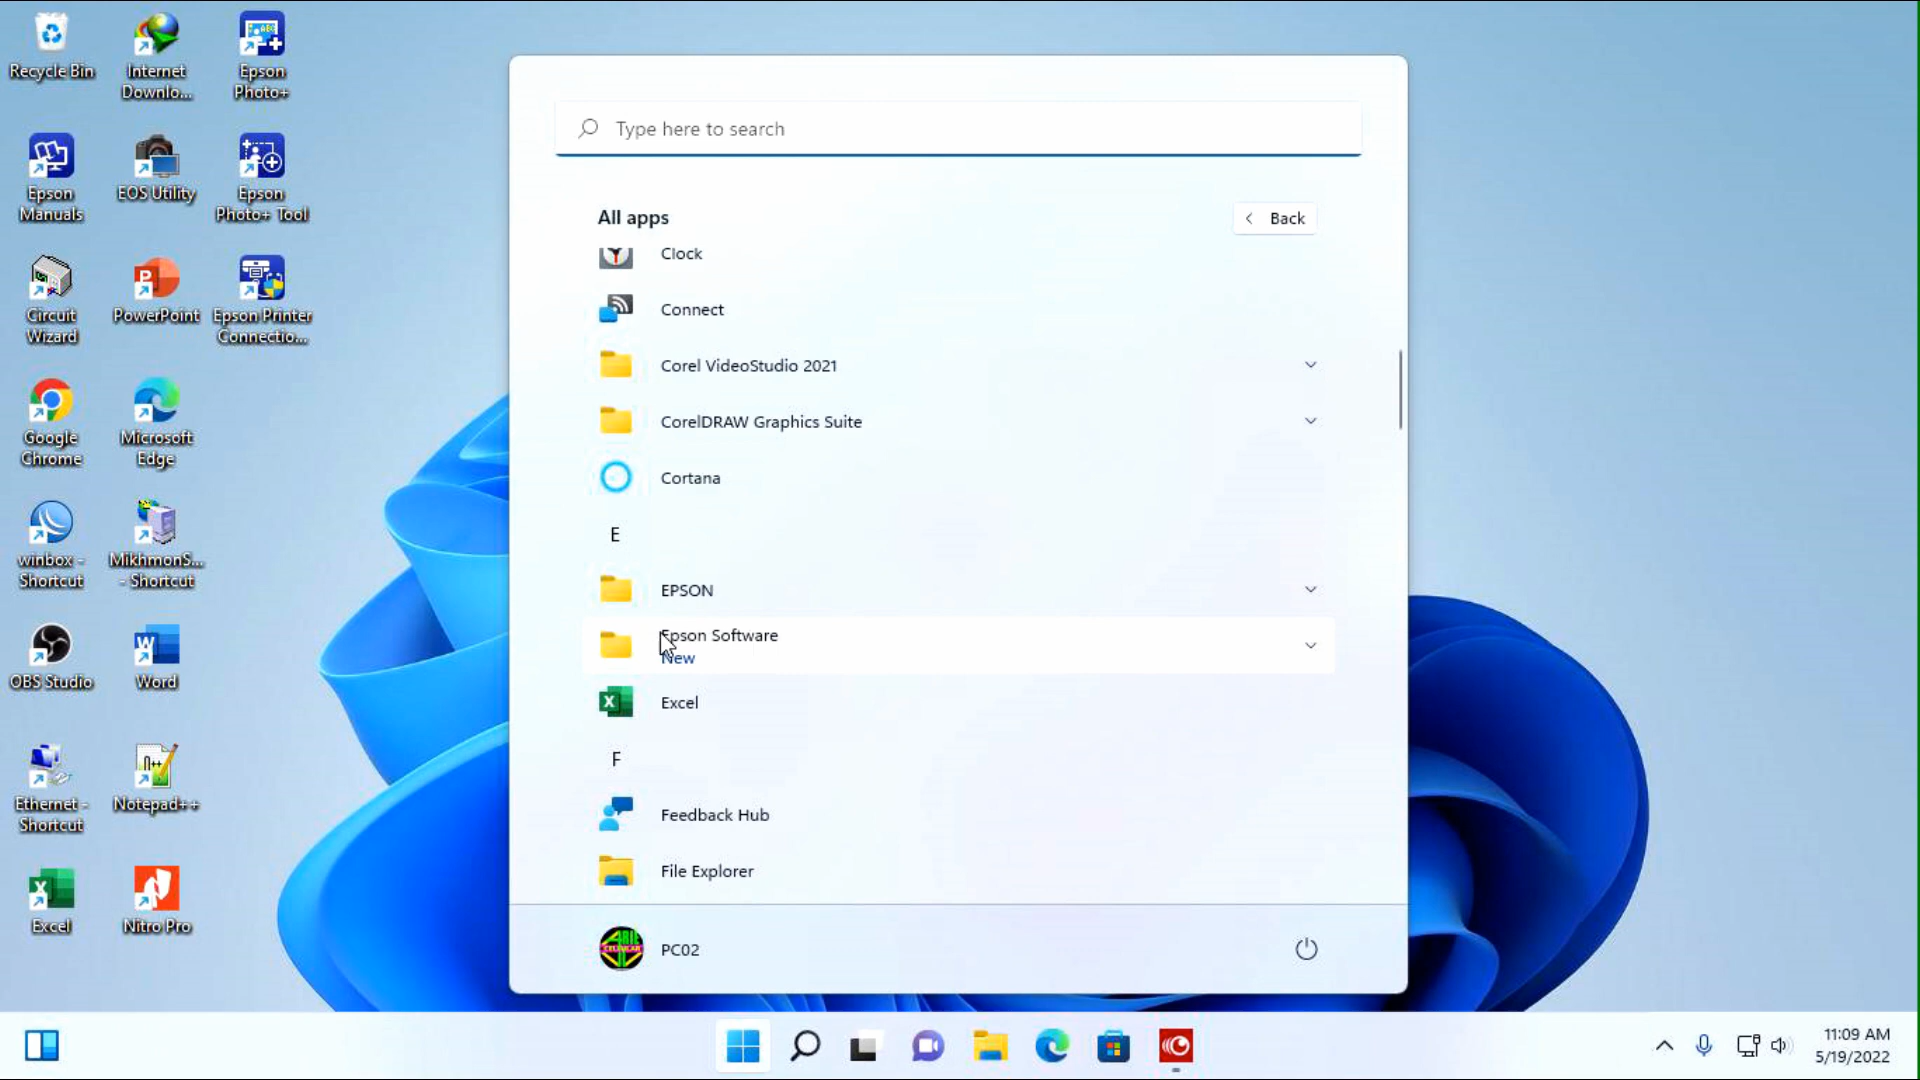 Recycle Bin
Internet
Downlo...
Epson
Photo+
Epson
Manuals
EOS Utility
Epson
Photo+ Tool
Circuit
Wizard
PowerPoint
Epson Printer
Connectio...
Google
Chrome
Microsoft
Edge
winbox -
Shortcut
MikhmonS...
- Shortcut
OBS Studio
Word
Ethernet -
Shortcut
Notepad++
Excel
Nitro Pro
Type here to search
All apps
Back
Clock
Connect
Corel VideoStudio 2021
CorelDRAW Graphics Suite
Cortana
E
EPSON
Epson Software
New
Excel
F
Feedback Hub
File Explorer
PC02
11:09 AM
5/19/2022